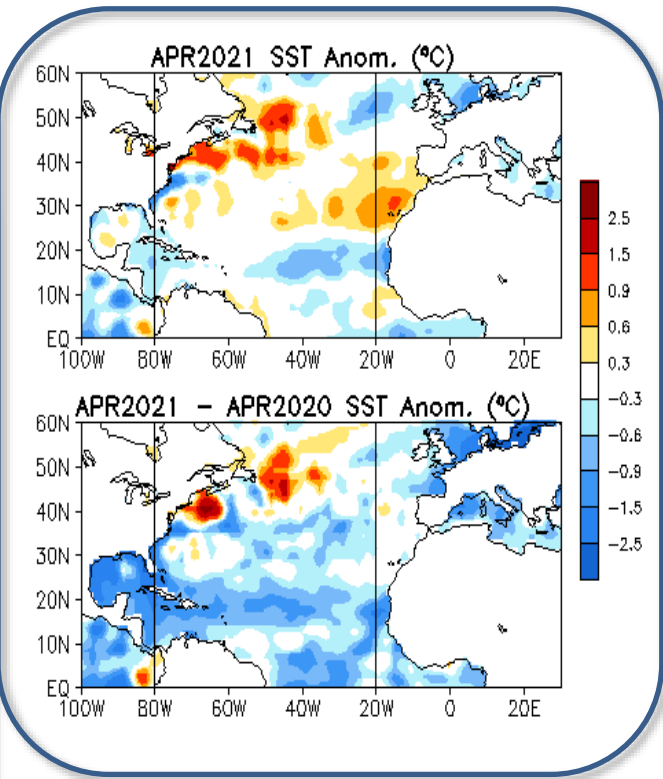 APR2021 SST Anom. (ºC)
60N
50N
40N
30N
20N
10N
EQ
100W 80W 60W 40W 20W 0 20E
APR2021 – APR2020 SST Anom. (ºC)
60N
50N
40N
30N
20N
10N
EQ
100W 80W 60W 40W 20W 0 20E
2.5
1.5
0.9
0.6
0.3
−0.3
−0.6
−0.9
−1.5
−2.5